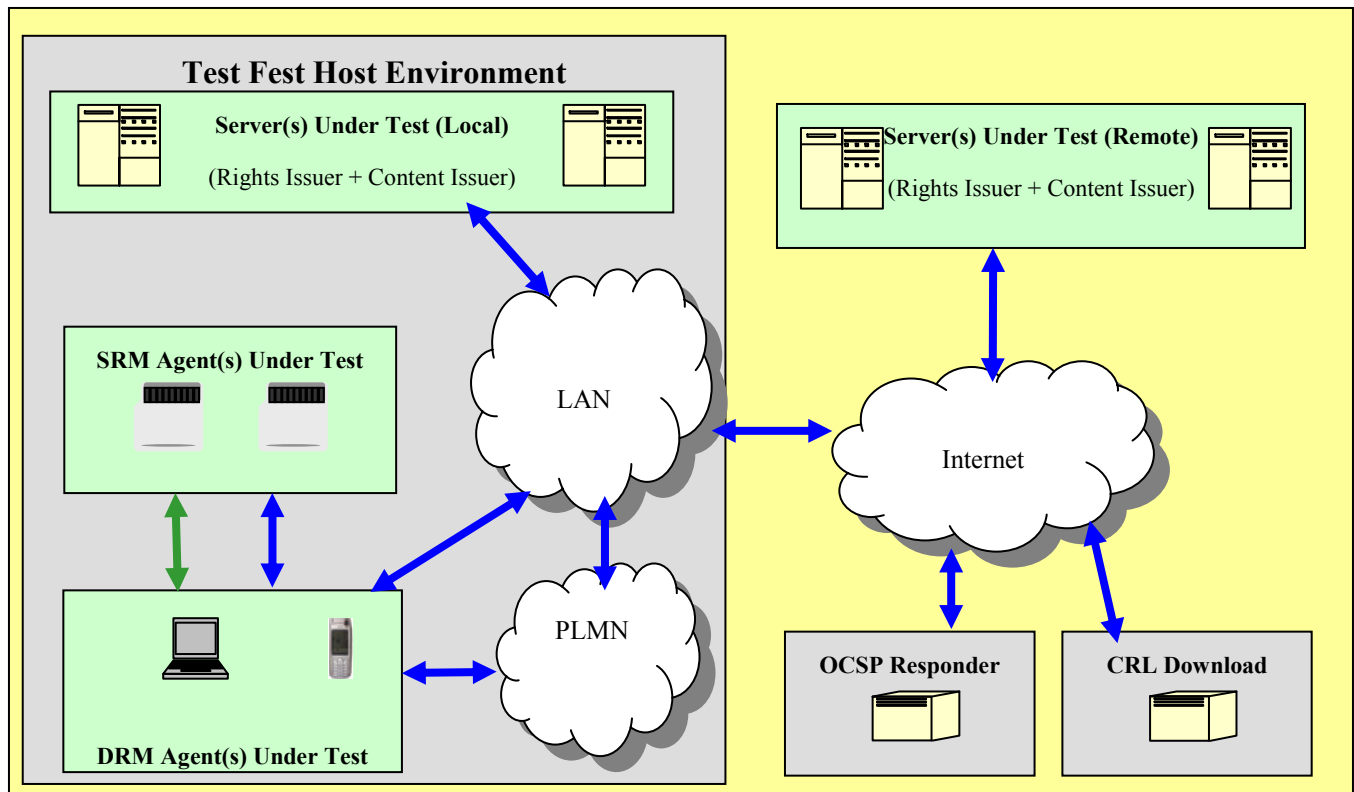 Test Fest Host Environment
Server(s) Under Test (Local)
(Rights Issuer + Content Issuer)
Server(s) Under Test (Remote)
(Rights Issuer + Content Issuer)
SRM Agent(s) Under Test
LAN
Internet
PLMN
DRM Agent(s) Under Test
OCSP Responder
CRL Download